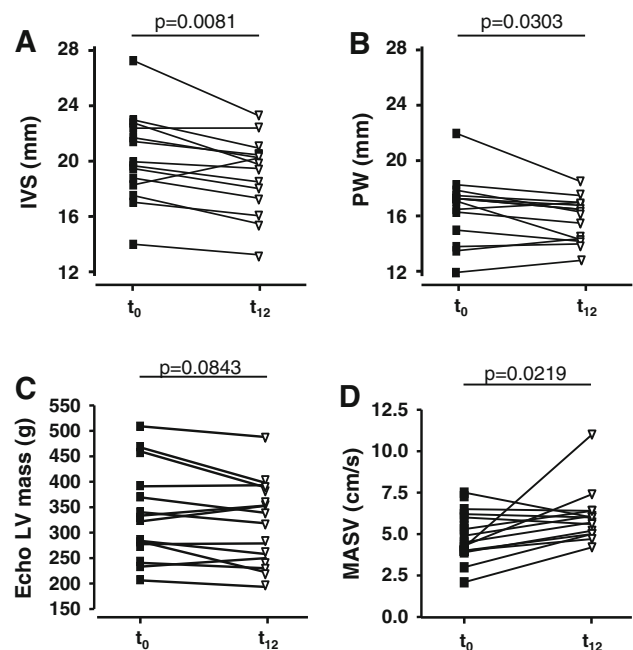 p=0.0081
A
28
24
20
16
12
IVS (mm)
t0
t12
p=0.0303
B
28
24
20
16
12
PW (mm)
t0
t12
p=0.0843
C
550
500
450
400
350
300
250
200
150
Echo LV mass (g)
t0
t12
p=0.0219
D
12.5
10.0
7.5
5.0
2.5
0.0
MASV (cm/s)
t0
t12